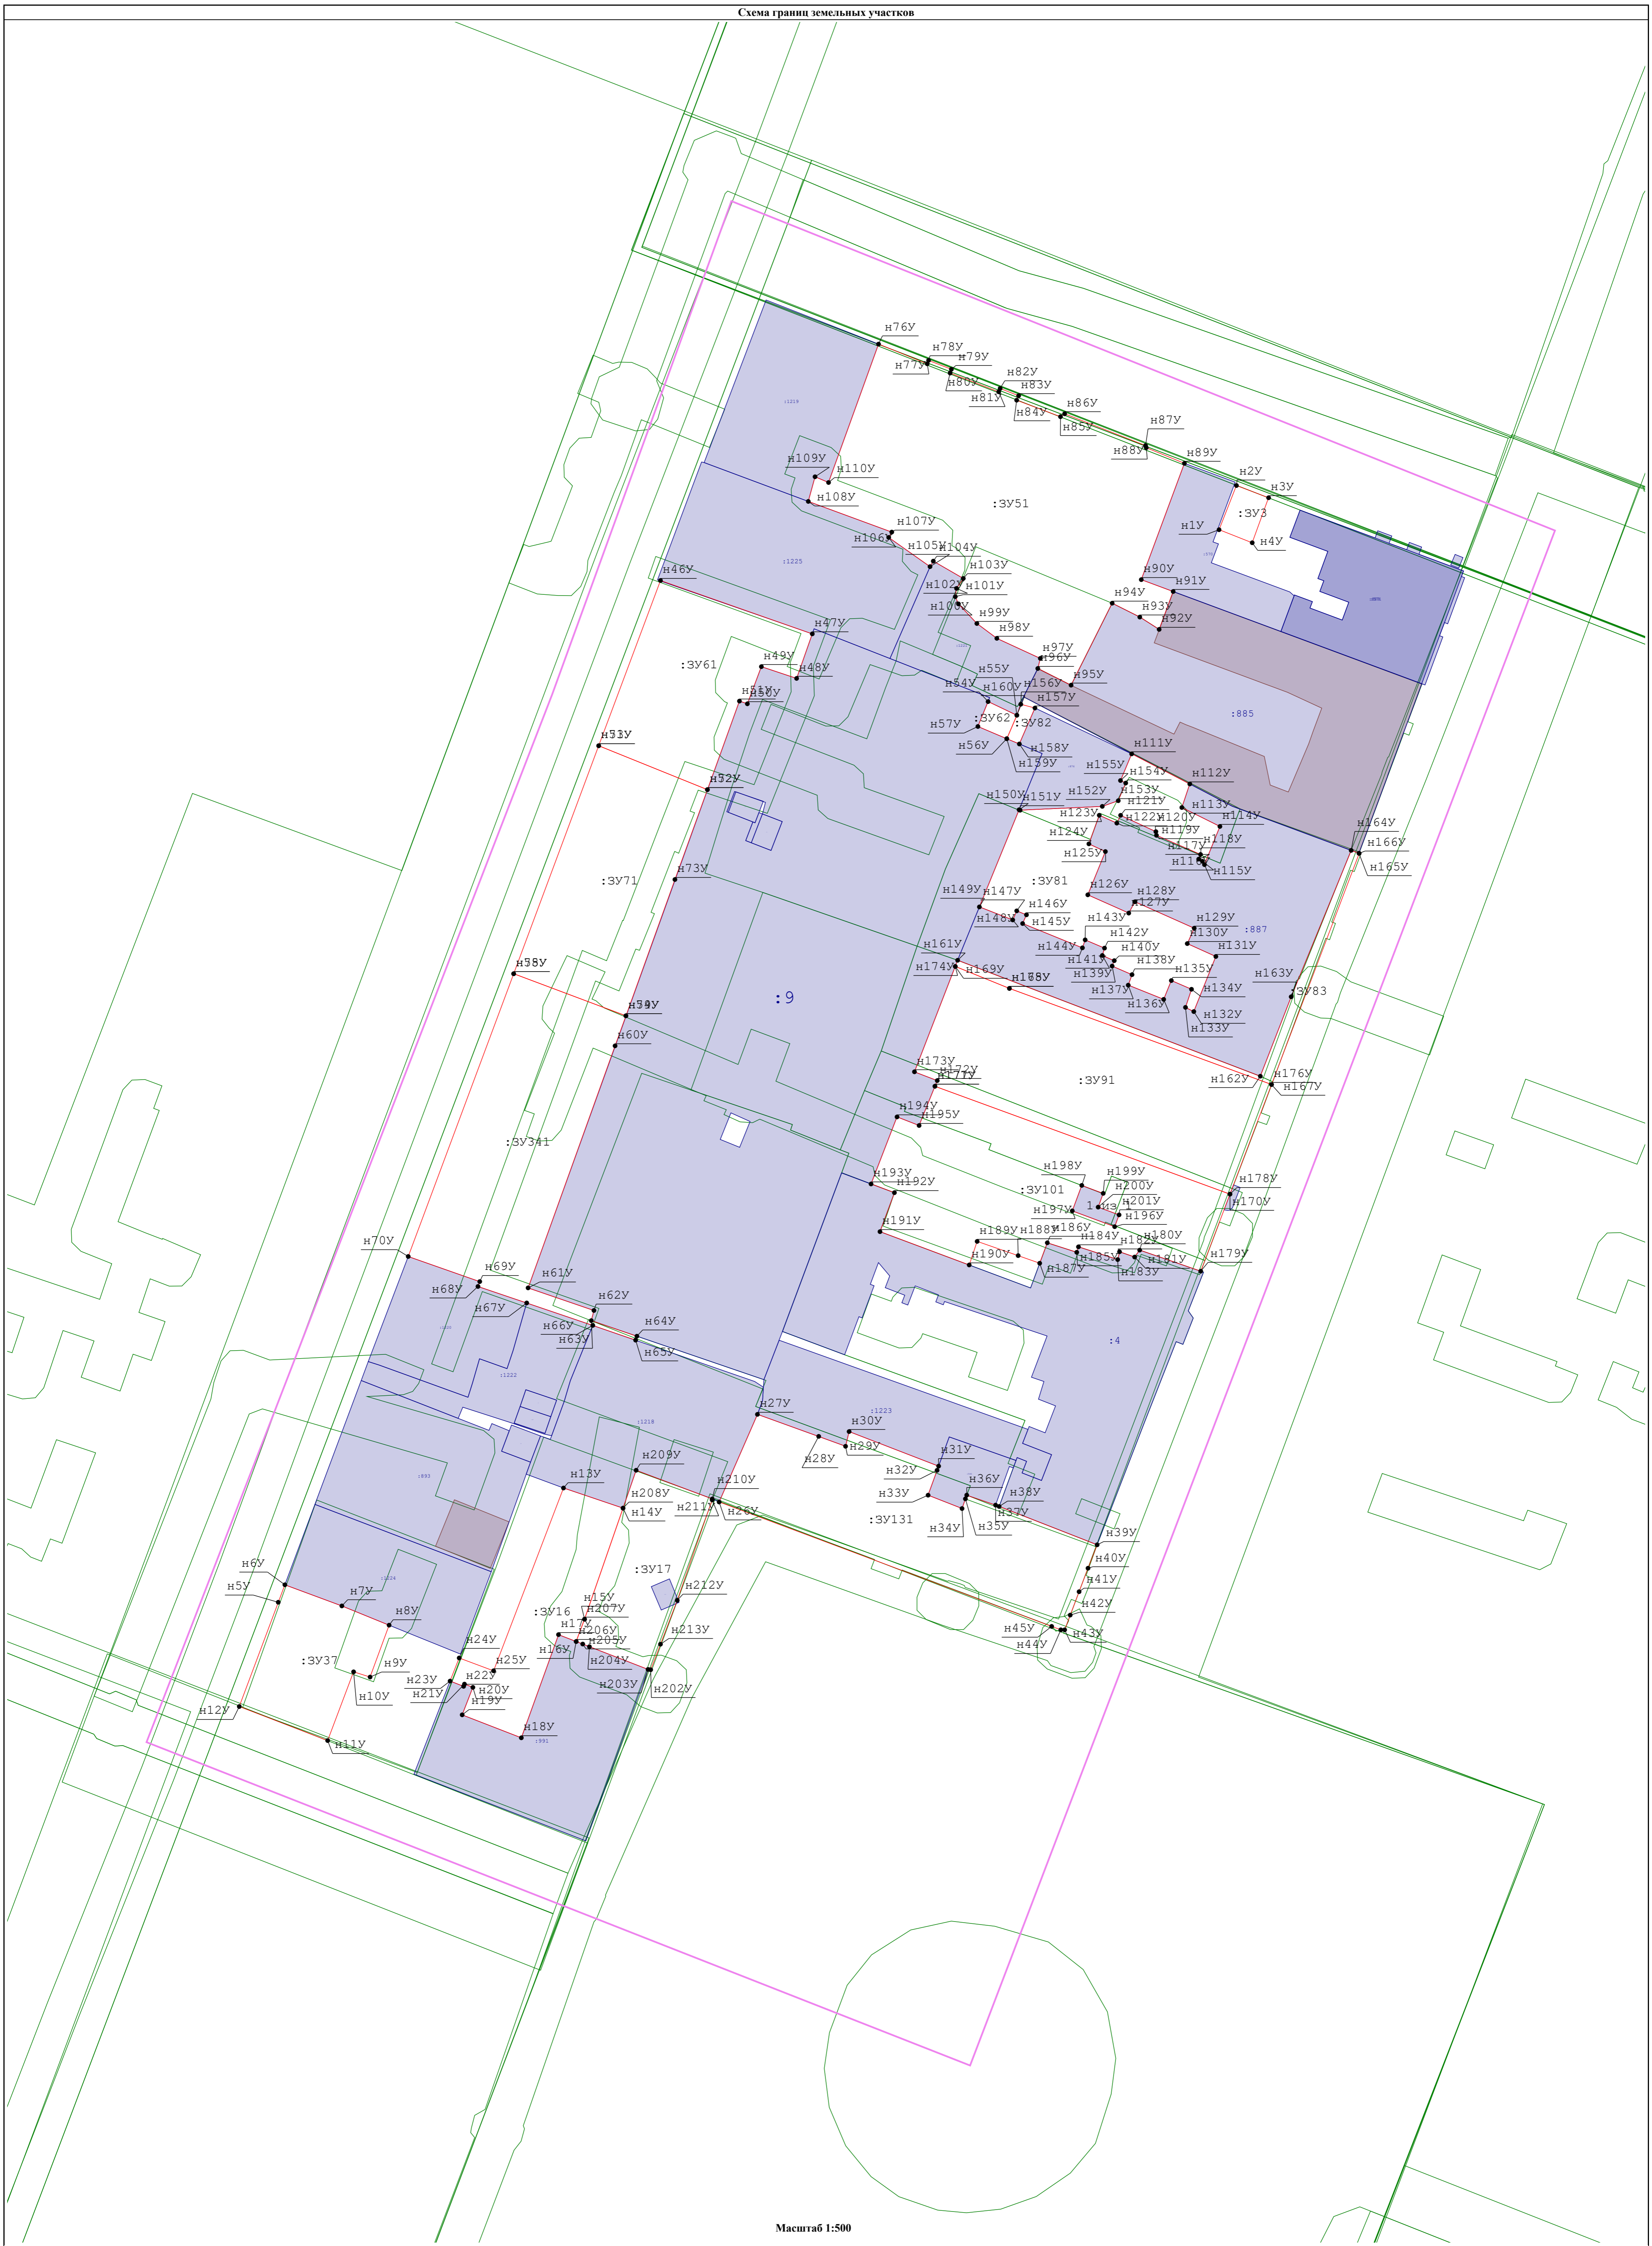 Схема границ земельных участков
н76У
н78У
н77У
н79У
н80У
н82У
н81У
н83У
н84У
н86У
н85У
н87У
н88У
н89У
н2У
н3У
:ЗУ3
н1У
н4У
:1219
н109У
н110У
н108У
:ЗУ51
н107У
н106У
н105У
н104У
:1225
н103У
н102У
н101У
н100У
н46У
н90У
н91У
н94У
н93У
н92У
н99У
н98У
н47У
н97У
н96У
н95У
:ЗУ61
н49У
н48У
н50У
н55У
н54У
н160У
н156У
н157У
:ЗУ62
:ЗУ82
:885
н57У
н56У
н158У
н159У
н111У
н155У
н154У
н112У
н153У
н152У
н150У
н151У
н113У
н114У
н123У
н121У
н122У
н120У
н119У
н118У
н117У
н116У
н115У
н124У
н125У
н164У
н166У
н165У
:ЗУ71
н73У
:ЗУ81
н126У
н128У
н127У
н149У
н147У
н146У
н148У
н145У
н129У
:887
н130У
н131У
н143У
н142У
н144У
н140У
н141У
н138У
н139У
н135У
н137У
н134У
н136У
н132У
н133У
н161У
н174У
н169У
н163У
:ЗУ83
:9
н60У
н173У
н172У
:ЗУ91
н176У
н162У
н167У
н194У
н195У
:ЗУ341
н193У
н192У
н198У
н199У
н200У
:ЗУ101
н201У
н197У
н196У
н178У
н170У
н191У
н189У
н188У
н186У
н184У
н182У
н180У
н190У
н187У
н185У
н183У
н181У
н179У
н70У
н69У
н68У
н61У
н67У
н62У
н66У
н63У
н64У
н65У
:4
:1222
:1223
н27У
н28У
н30У
н29У
:1218
:893
н209У
н13У
н208У
н14У
н210У
н211У
н26У
н31У
н32У
н33У
н34У
н36У
н35У
н38У
н37У
:ЗУ131
н39У
н40У
н41У
н42У
н45У
н44У
н43У
:ЗУ17
:1224
н6У
н5У
н7У
н8У
н15У
н207У
н212У
:ЗУ16
н206У
н205У
н16У
н204У
н213У
н203У
н202У
:ЗУ37
н9У
н10У
н24У
н25У
н23У
н22У
н21У
н20У
н19У
н18У
:991
н12У
н11У
Масштаб 1:500